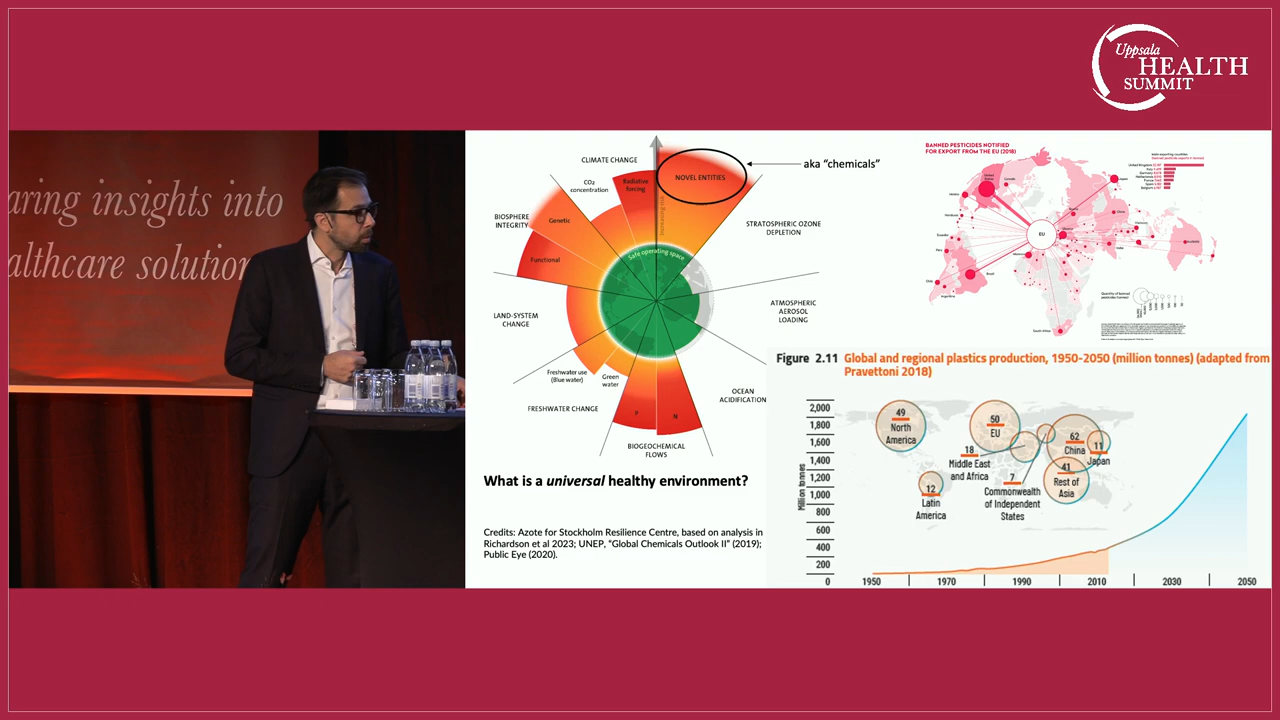 Uppsala
HEALTH
SUMMIT
aring insights into
althcare solution
CLIMATE CHANGE
CO2
concentration
Radiative
forcing
NOVEL ENTITIES
aka “chemicals”
Increasing risk
BIOSPHERE
INTEGRITY
Genetic
Functional
STRATOSPHERIC OZONE
DEPLETION
Safe operating space
LAND-SYSTEM
CHANGE
ATMOSPHERIC
AEROSOL
LOADING
Freshwater use
(Blue water)
Green
water
FRESHWATER CHANGE
P
N
BIOGEOCHEMICAL
FLOWS
OCEAN
ACIDIFICATION
What is a universal healthy environment?
Credits: Azote for Stockholm Resilience Centre, based on analysis in
Richardson et al 2023; UNEP, “Global Chemicals Outlook II” (2019);
Public Eye (2020).
BANNED PESTICIDES NOTIFIED
FOR EXPORT FROM THE EU (2018)
EU
Figure 2.11 Global and regional plastics production, 1950-2050 (million tonnes) (adapted from
Pravettoni 2018)
Million tonnes
2,000
1,800
1,600
1,400
1,200
1,000
800
600
400
200
0
49
North
America
50
EU
18
Middle East
and Africa
62
China
11
Japan
41
Rest of
Asia
12
Latin
America
7
Commonwealth
of Independent
States
1950
1970
1990
2010
2030
2050